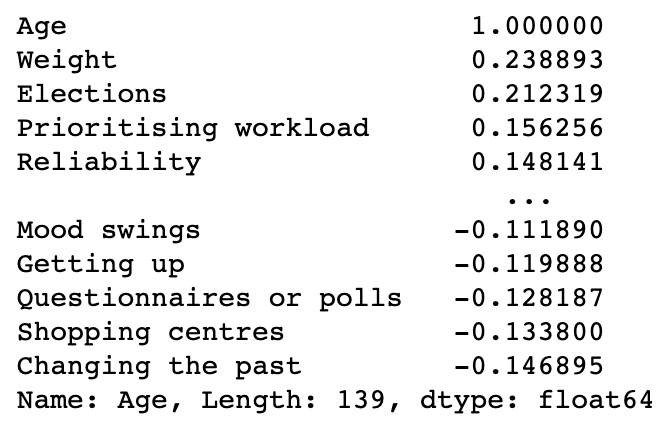 Age 1.000000
Weight 0.238893
Elections 0.212319
Prioritising workload 0.156256
Reliability 0.148141
...
Mood swings -0.111890
Getting up -0.119888
Questionnaires or polls -0.128187
Shopping centres -0.133800
Changing the past -0.146895
Name: Age, Length: 139, dtype: float64